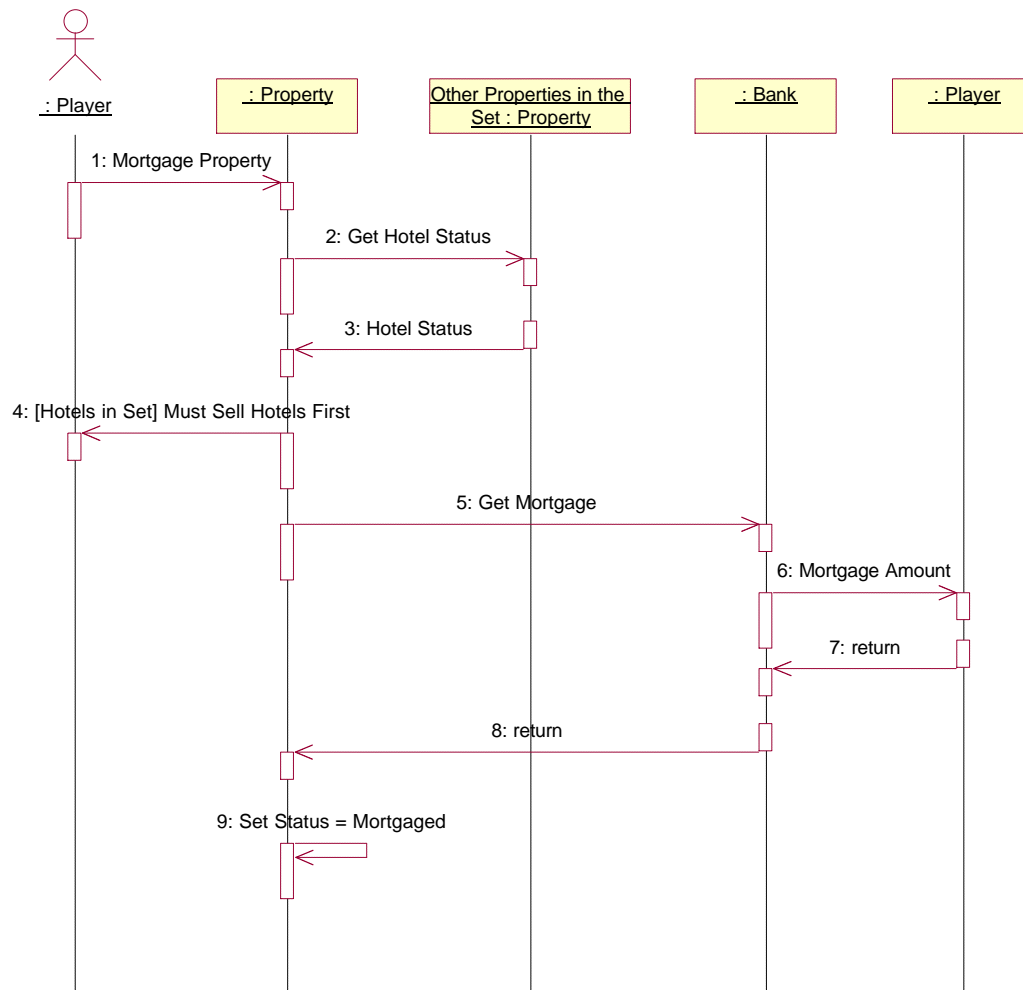 : Player
: Property
Other Properties in the
Set : Property
: Bank
: Player
1: Mortgage Property
2: Get Hotel Status
3: Hotel Status
4: [Hotels in Set] Must Sell Hotels First
5: Get Mortgage
6: Mortgage Amount
7: return
8: return
9: Set Status = Mortgaged